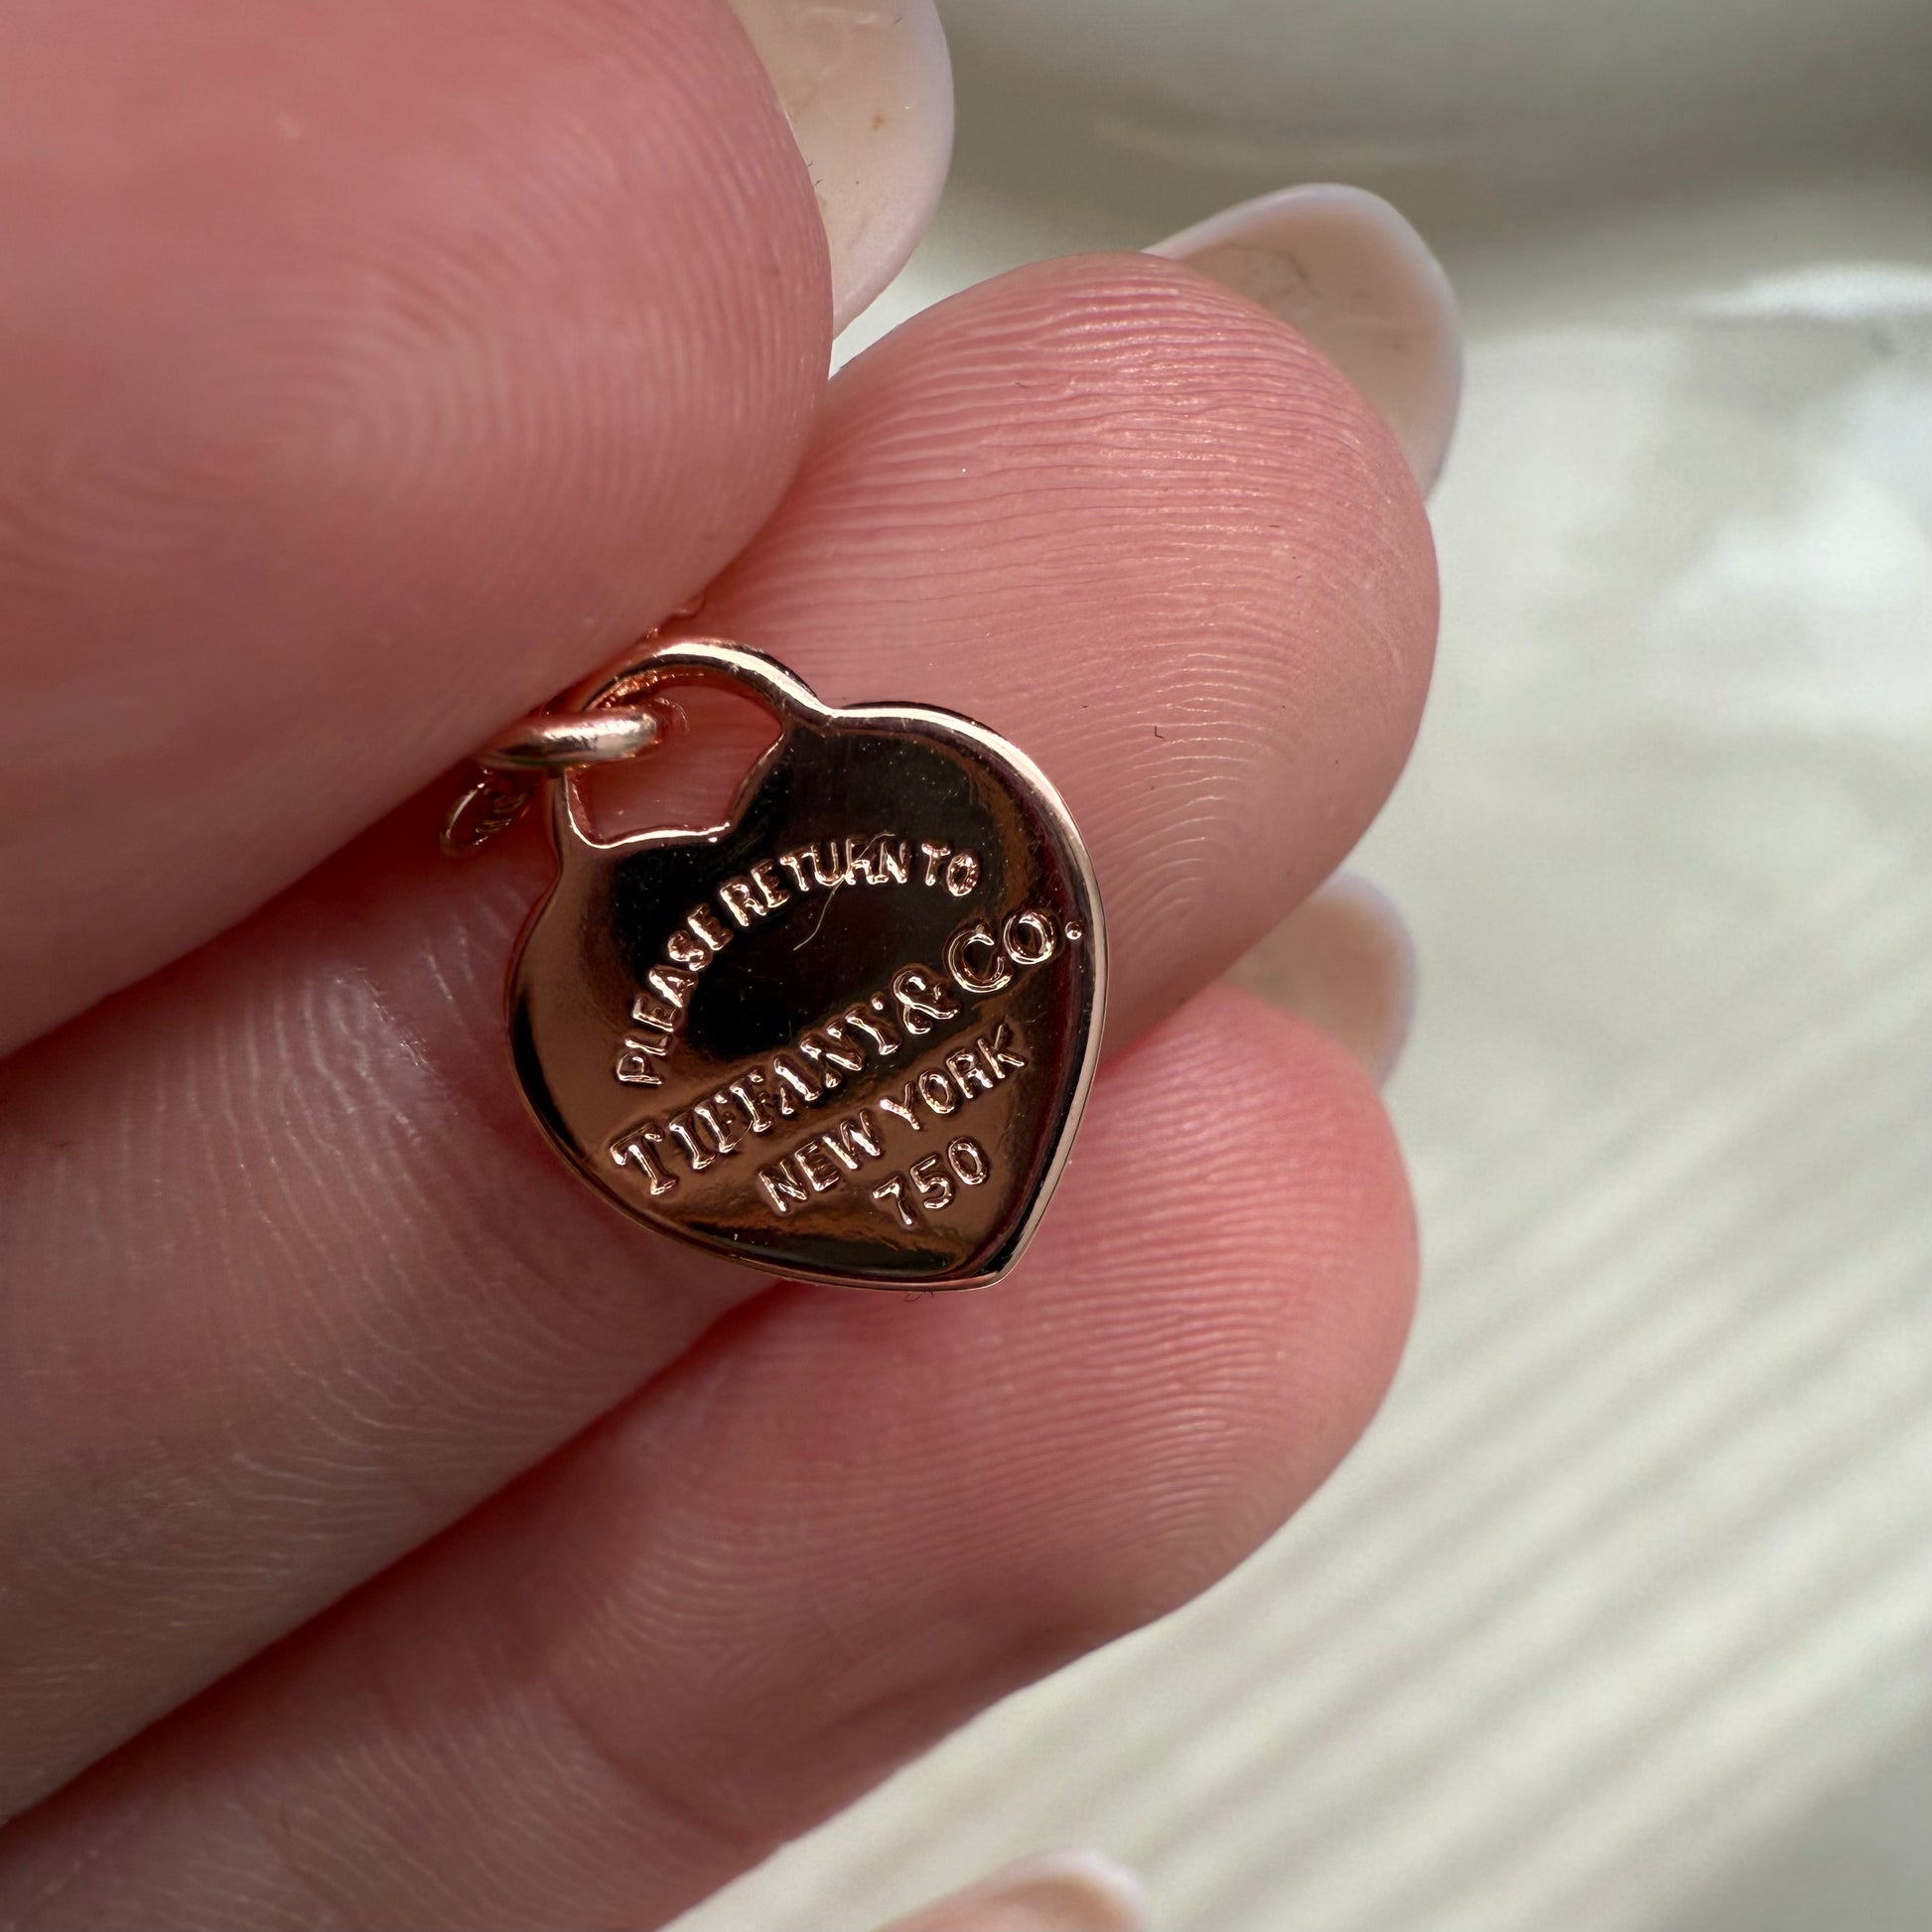 PLEASE RETURN TO
TIFFANY & CO.
NEW YORK
750